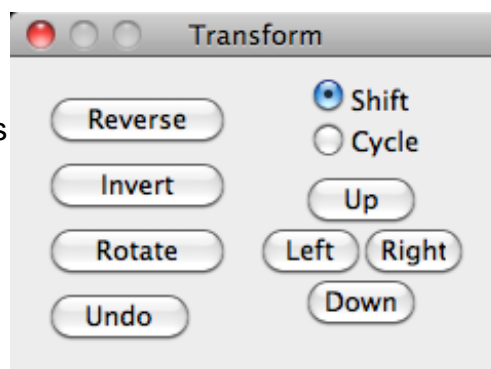 Transform
s
Reverse
Invert
Rotate
Undo
Shift
Cycle
Up
Left Right
Down